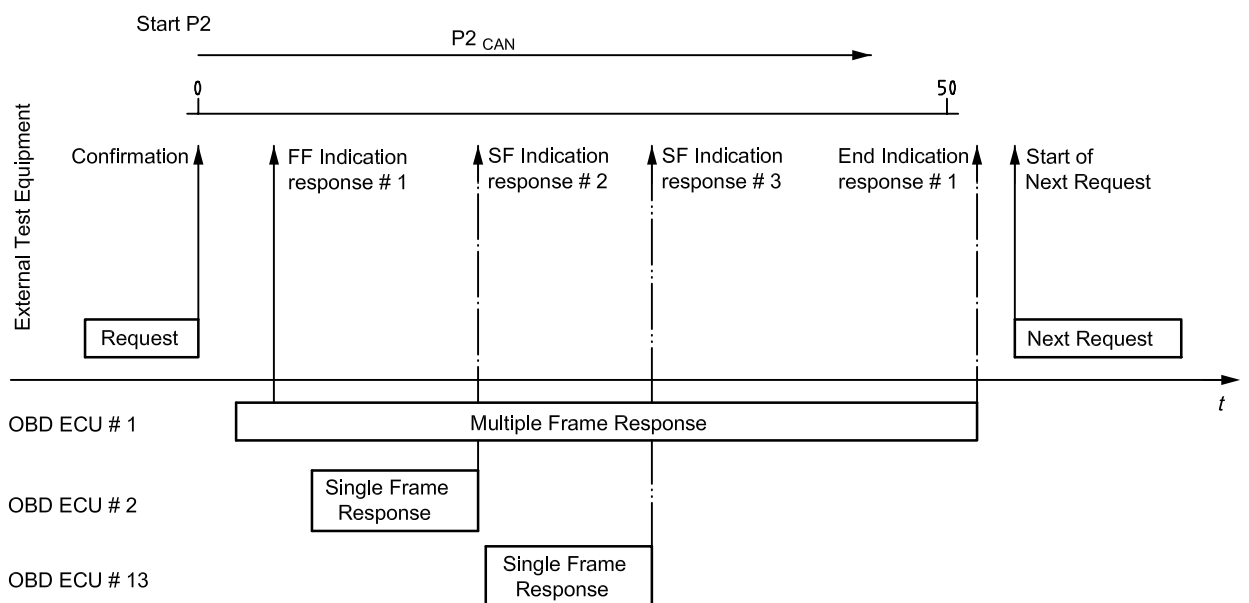 Start P2
P2 CAN
0
50
External Test Equipment
Confirmation
FF Indication
response # 1
SF Indication
response # 2
SF Indication
response # 3
End Indication
response # 1
Start of
Next Request
Request
Next Request
t
OBD ECU # 1
Multiple Frame Response
OBD ECU # 2
Single Frame
Response
OBD ECU # 13
Single Frame
Response